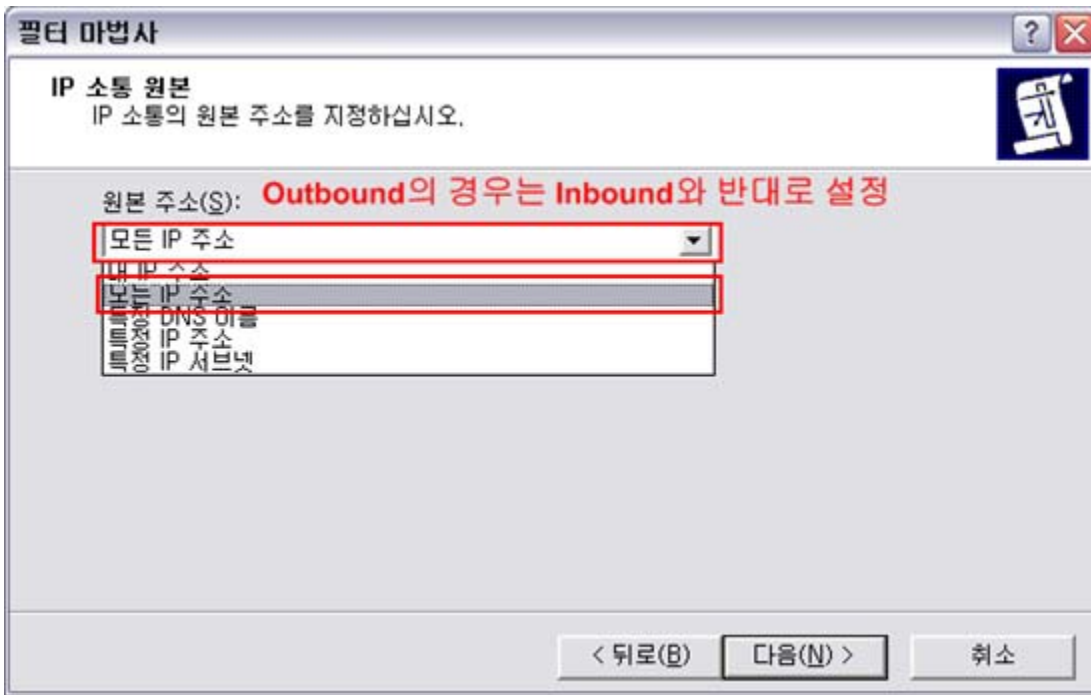 필터 마법사
IP 소통 원본
IP 소통의 원본 주소를 지정하십시오.
원본 주소(S): Outbound의 경우는 Inbound와 반대로 설정
모든 IP 주소
내 IP 주소
모든 IP 주소
특정 DNS 이름
특정 IP 주소
특정 IP 서브넷
< 뒤로(B) 다음(N) > 취소